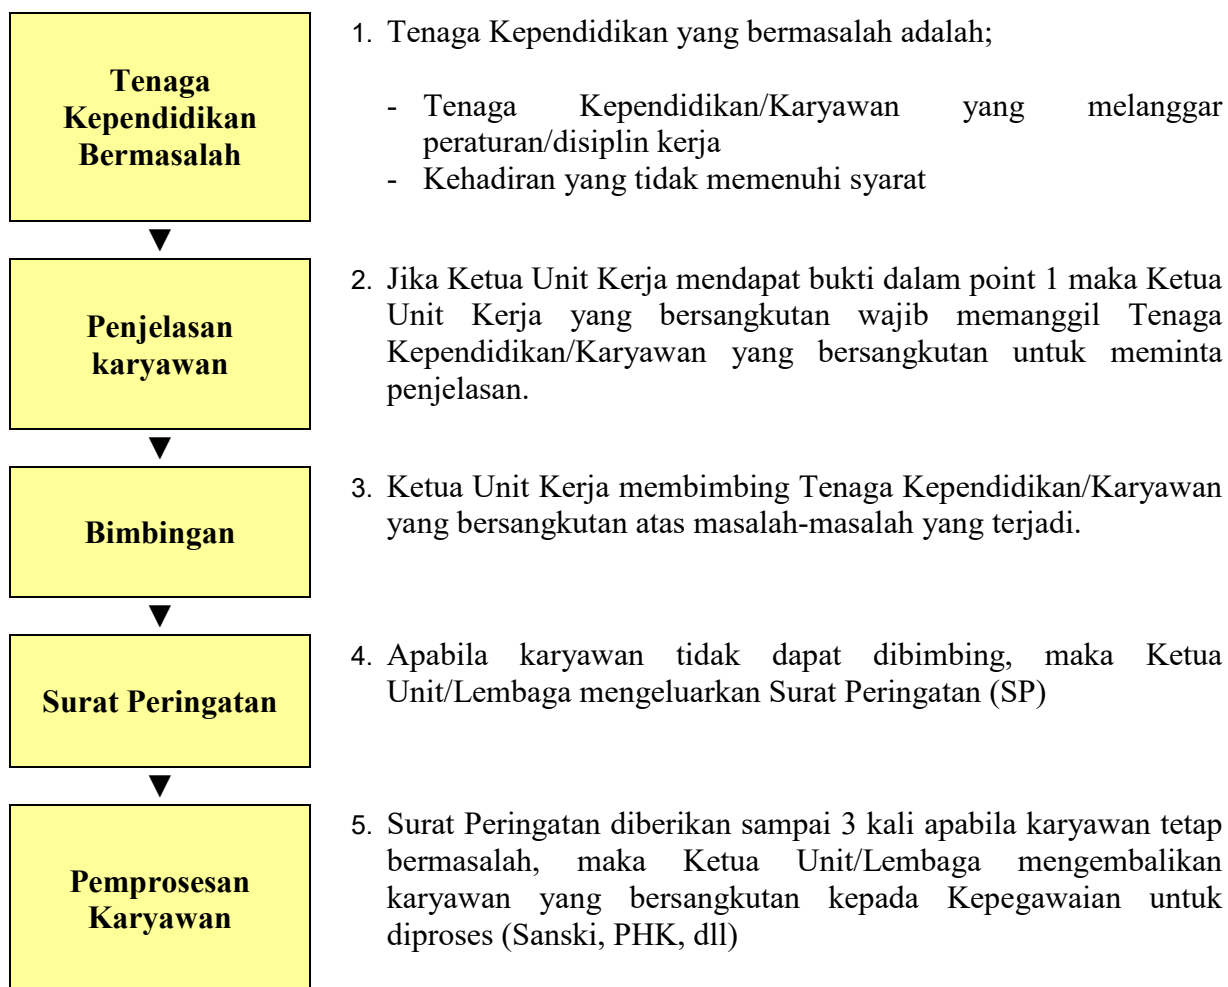 Tenaga
Kependidikan
Bermasalah
1. Tenaga Kependidikan yang bermasalah adalah;
- Tenaga Kependidikan/Karyawan yang melanggar
peraturan/disiplin kerja
- Kehadiran yang tidak memenuhi syarat
▼
Penjelasan
karyawan
2. Jika Ketua Unit Kerja mendapat bukti dalam point 1 maka Ketua
Unit Kerja yang bersangkutan wajib memanggil Tenaga
Kependidikan/Karyawan yang bersangkutan untuk meminta
penjelasan.
▼
Bimbingan
3. Ketua Unit Kerja membimbing Tenaga Kependidikan/Karyawan
yang bersangkutan atas masalah-masalah yang terjadi.
▼
Surat Peringatan
4. Apabila karyawan tidak dapat dibimbing, maka Ketua
Unit/Lembaga mengeluarkan Surat Peringatan (SP)
▼
Pemprosesan
Karyawan
5. Surat Peringatan diberikan sampai 3 kali apabila karyawan tetap
bermasalah, maka Ketua Unit/Lembaga mengembalikan
karyawan yang bersangkutan kepada Kepegawaian untuk
diproses (Sanski, PHK, dll)